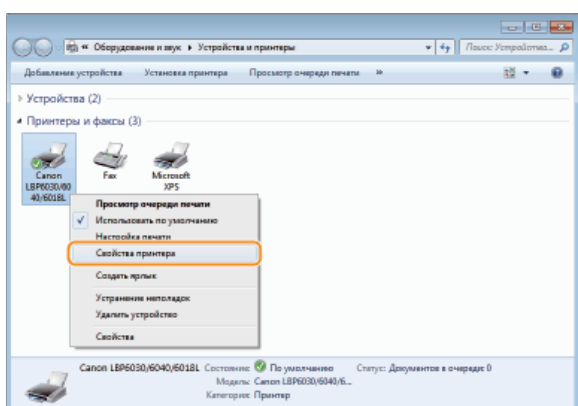 « Оборудование и звук ▸ Устройства и принтеры
Поиск: Устройства...
Добавление устройства Установка принтера Просмотр очереди печати »
Устройства (2)
Принтеры и факсы (3)
Canon LBP6030/6040/6018L
Fax
Microsoft XPS
Просмотр очереди печати
Использовать по умолчанию
Настройка печати
Свойства принтера
Создать ярлык
Устранение неполадок
Удалить устройство
Свойства
Canon LBP6030/6040/6018L Состояние: По умолчанию Статус: Документов в очереди: 0
Модель: Canon LBP6030/6040/6...
Категория: Принтер